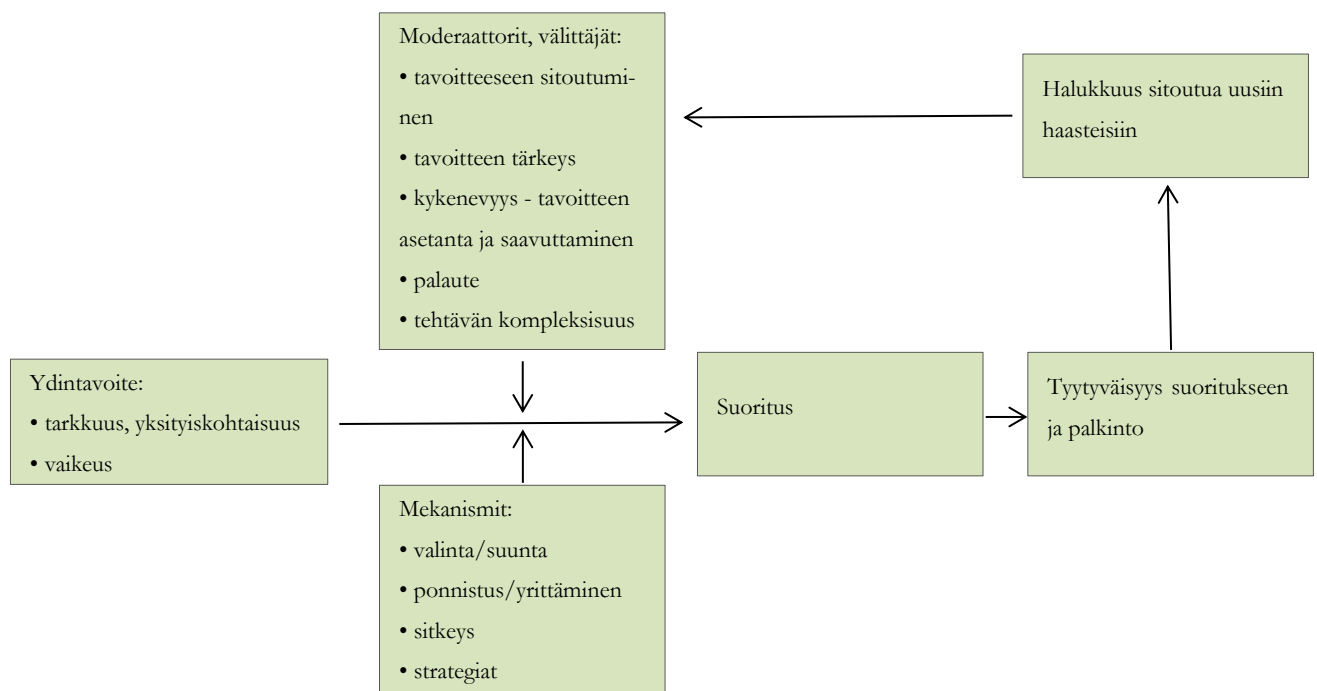 Moderaattorit, välittäjät:
• tavoitteeseen sitoutumi-
nen
• tavoitteen tärkeys
• kykenevyys - tavoitteen
asetanta ja saavuttaminen
• palaute
• tehtävän kompleksisuus
Halukkuus sitoutua uusiin
haasteisiin
Ydintavoite:
• tarkkuus, yksityiskohtaisuus
• vaikeus
Suoritus
Tyytyväisyys suoritukseen
ja palkinto
Mekanismit:
• valinta/suunta
• ponnistus/yrittäminen
• sitkeys
• strategiat